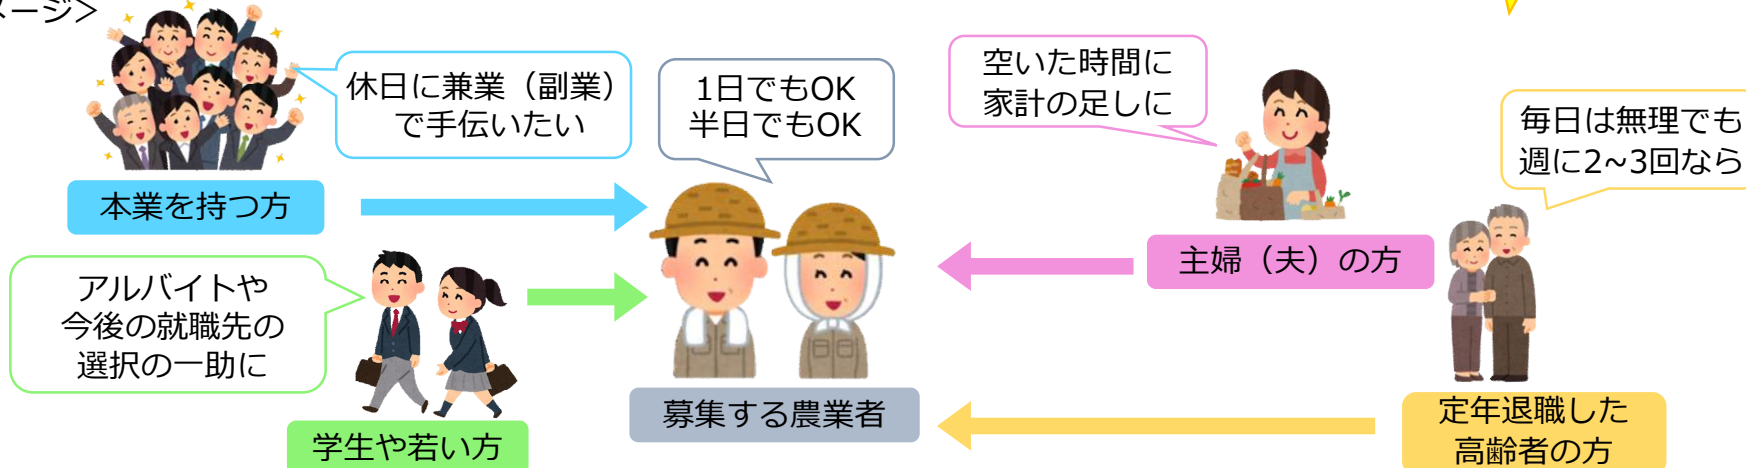 メージ＞
休日に兼業（副業）
で手伝いたい
1日でもOK
半日でもOK
空いた時間に
家計の足しに
毎日は無理でも
週に2~3回なら
本業を持つ方
主婦（夫）の方
アルバイトや
今後の就職先の
選択の一助に
募集する農業者
定年退職した
高齢者の方
学生や若い方